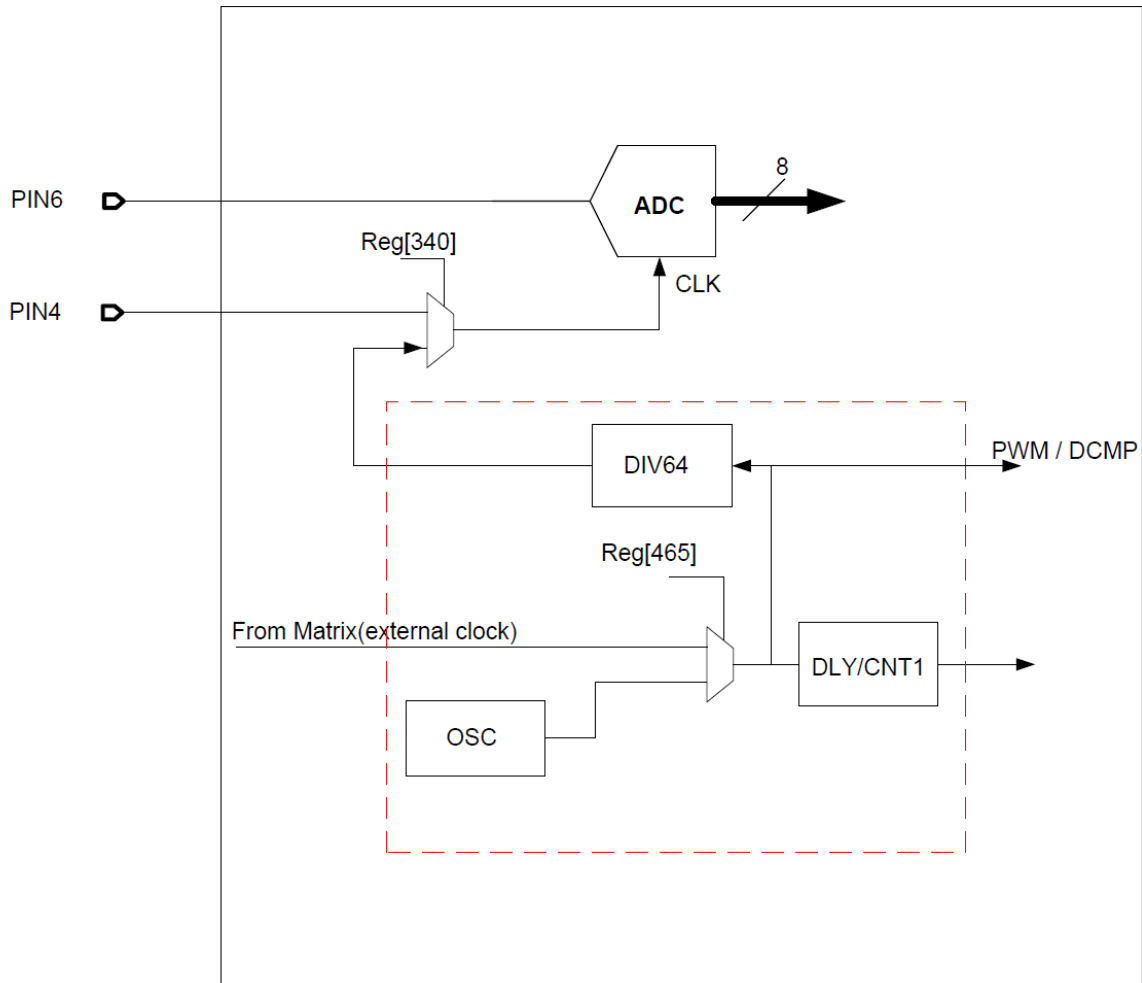 8
PIN6
ADC
Reg[340]
CLK
PIN4
PWM / DCMP
DIV64
Reg[465]
From Matrix(external clock)
DLY/CNT1
OSC